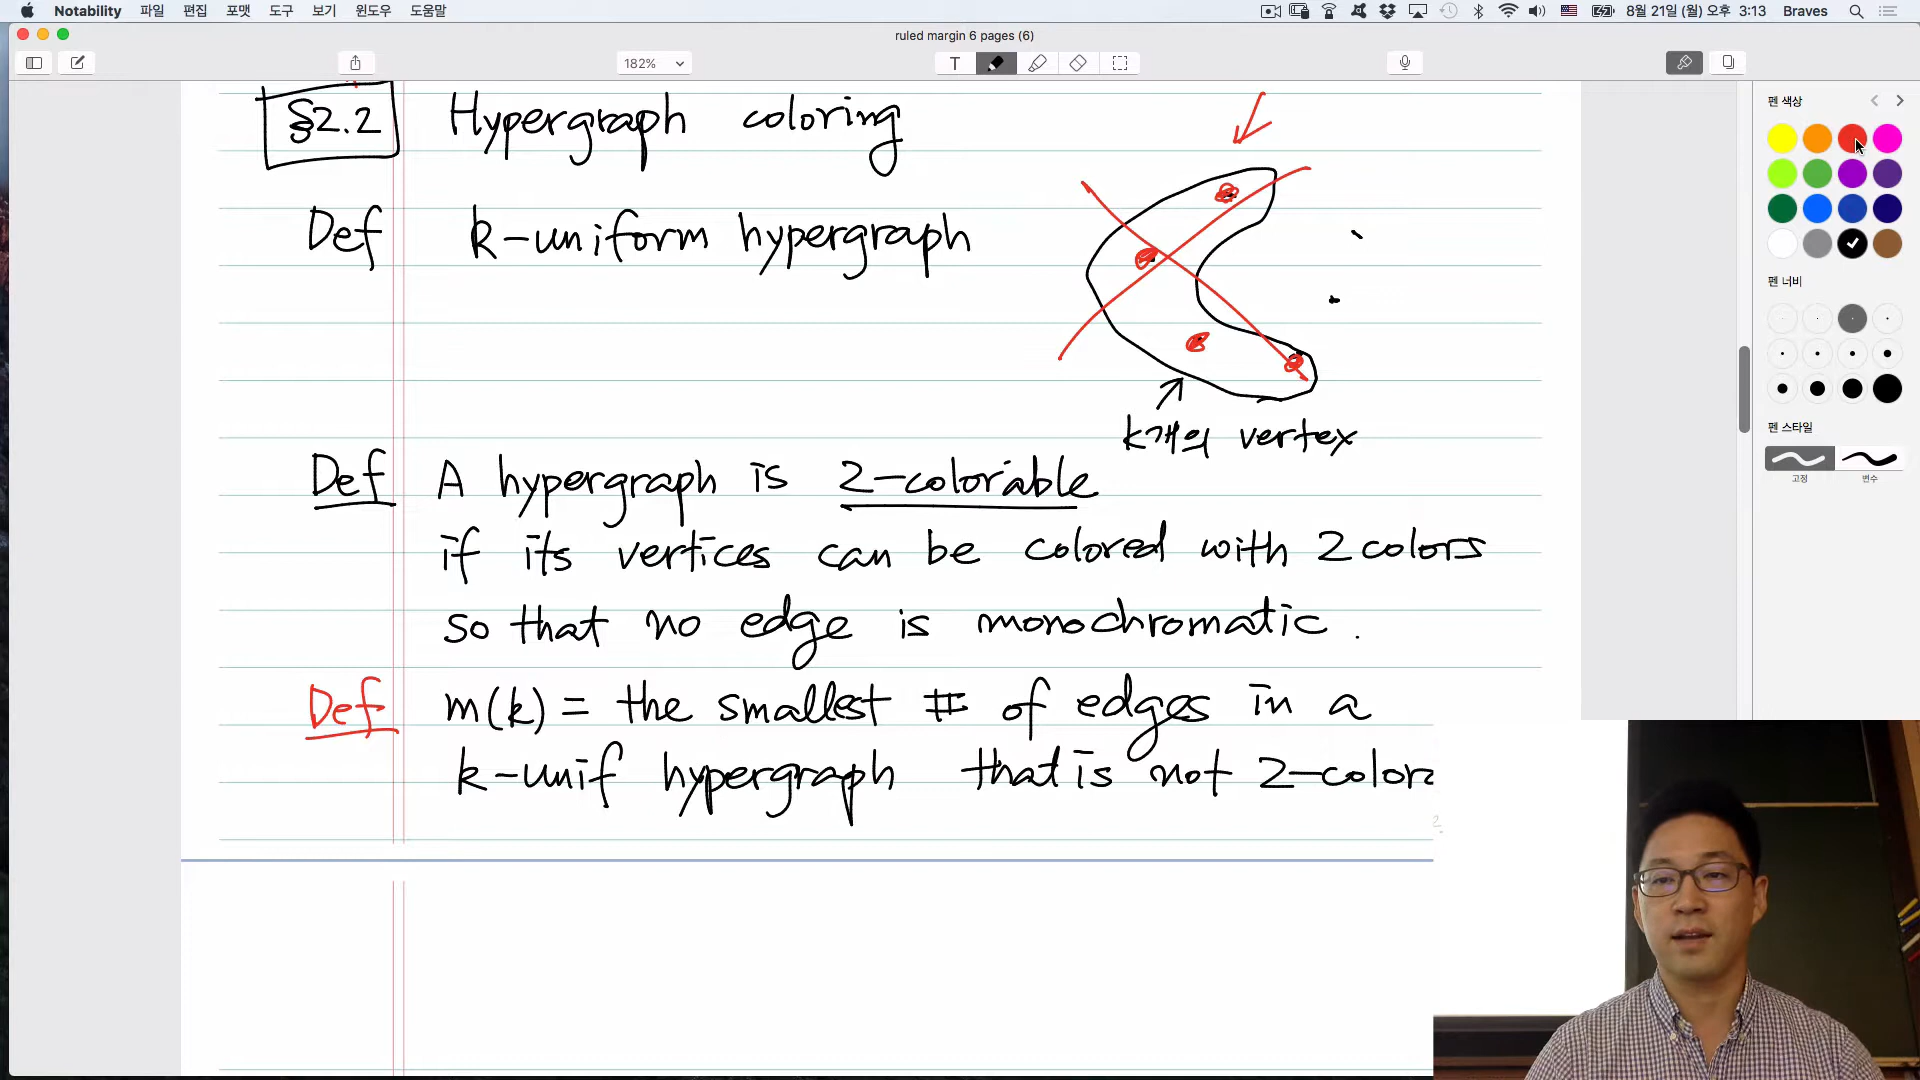 Notability 파일 편집 포맷 도구 보기 윈도우 도움말
8월 21일 (월) 오후 3:13 Braves
ruled margin 6 pages (6)
182%
T
펜 색상
펜 너비
펜 스타일
고정
변수
§2.2 Hypergraph coloring
Def k-uniform hypergraph
k개의 vertex
Def A hypergraph is 2-colorable
if its vertices can be colored with 2 colors
so that no edge is monochromatic.
Def m(k) = the smallest # of edges in a
k-unif hypergraph that is not 2-colora